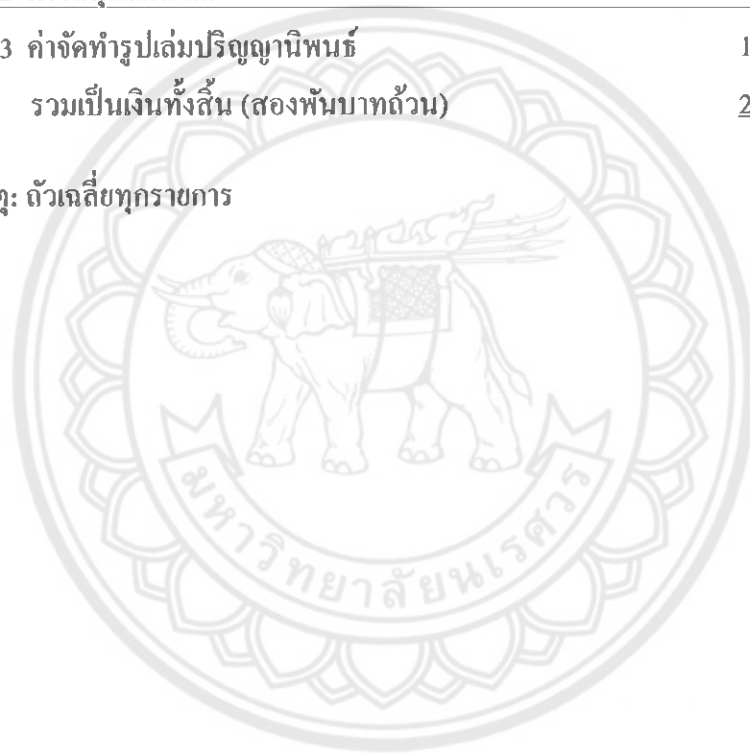 3 ค่าจัดทำรูปเล่มปริญญานิพนธ์ 1
รวมเป็นเงินทั้งสิ้น (สองพันบาทถ้วน) 2
ถัวเฉลี่ยทุกรายการ
มหาวิทยาลัยนเรศวร